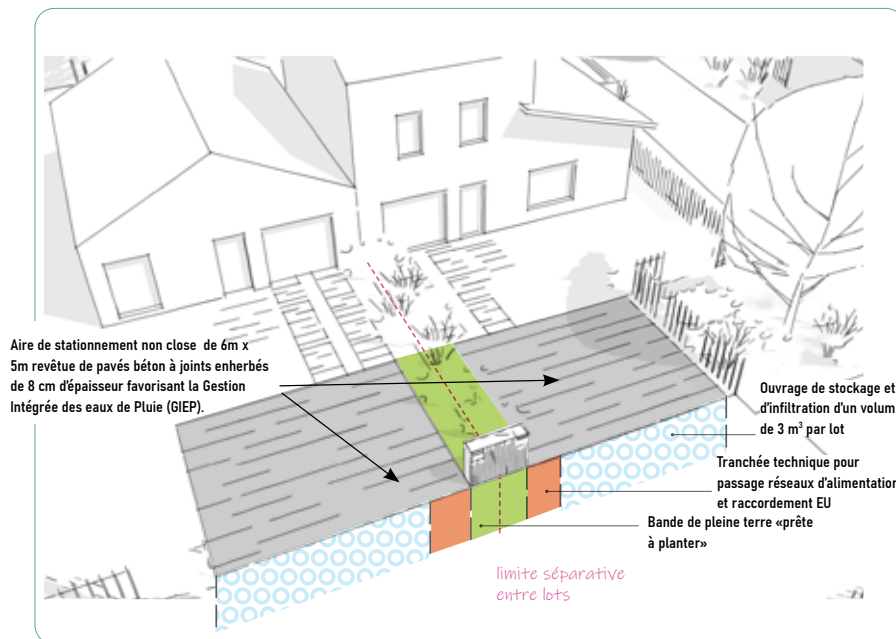 Aire de stationnement non close de 6m x
5m revêtue de pavés béton à joints enherbés
de 8 cm d'épaisseur favorisant la Gestion
Intégrée des eaux de Pluie (GIEP).
Ouvrage de stockage et
d'infiltration d'un volum
de 3 m³ par lot
Tranchée technique pour
passage réseaux d'alimentation
et raccordement EU
Bande de pleine terre «prête
à planter»
limite séparative
entre lots